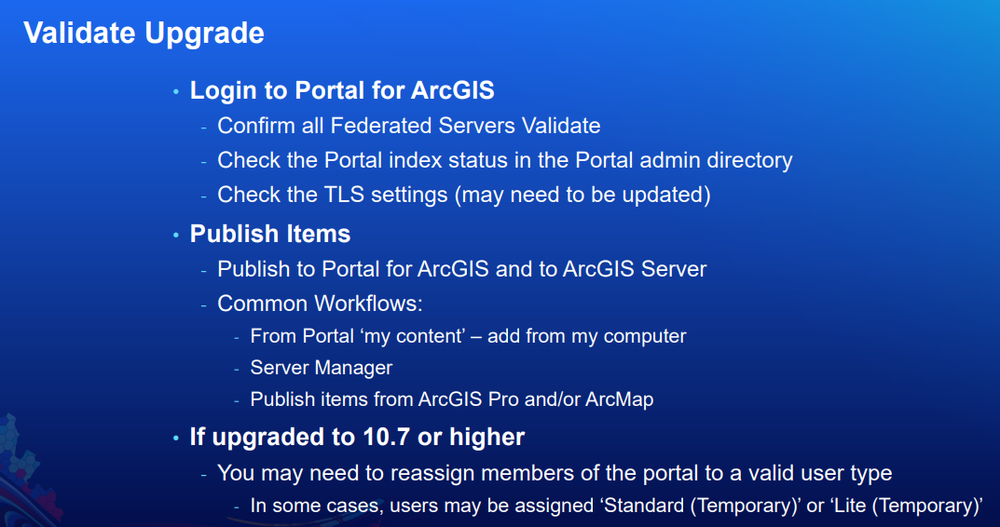 Validate Upgrade
• Login to Portal for ArcGIS
- Confirm all Federated Servers Validate
- Check the Portal index status in the Portal admin directory
- Check the TLS settings (may need to be updated)
• Publish Items
- Publish to Portal for ArcGIS and to ArcGIS Server
- Common Workflows:
- From Portal ‘my content’ – add from my computer
- Server Manager
- Publish items from ArcGIS Pro and/or ArcMap
• If upgraded to 10.7 or higher
- You may need to reassign members of the portal to a valid user type
- In some cases, users may be assigned ‘Standard (Temporary)’ or ‘Lite (Temporary)’